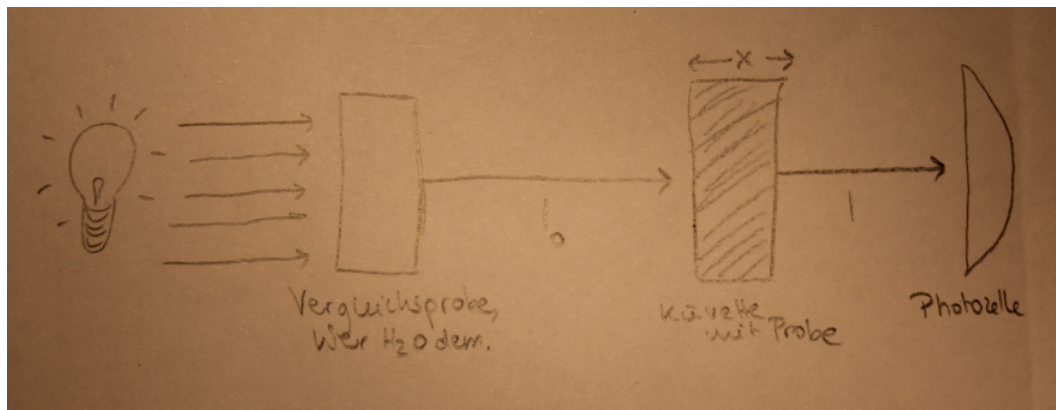 x
I₀
I
Vergleichsprobe,
hier H₂O dem.
Küvette
mit Probe
Photozelle